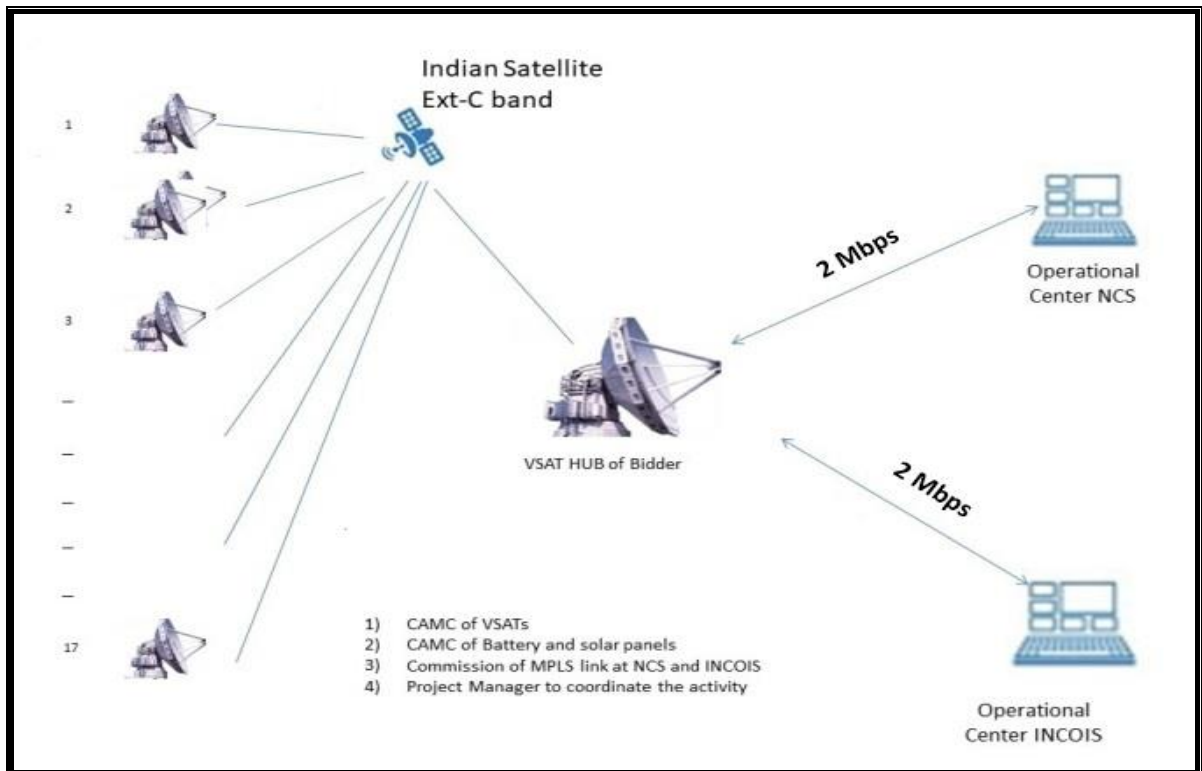 Indian Satellite
Ext-C band
1
2
3
–
–
–
–
–
17
2 Mbps
Operational
Center NCS
VSAT HUB of Bidder
2 Mbps
1) CAMC of VSATs
2) CAMC of Battery and solar panels
3) Commission of MPLS link at NCS and INCOIS
4) Project Manager to coordinate the activity
Operational
Center INCOIS